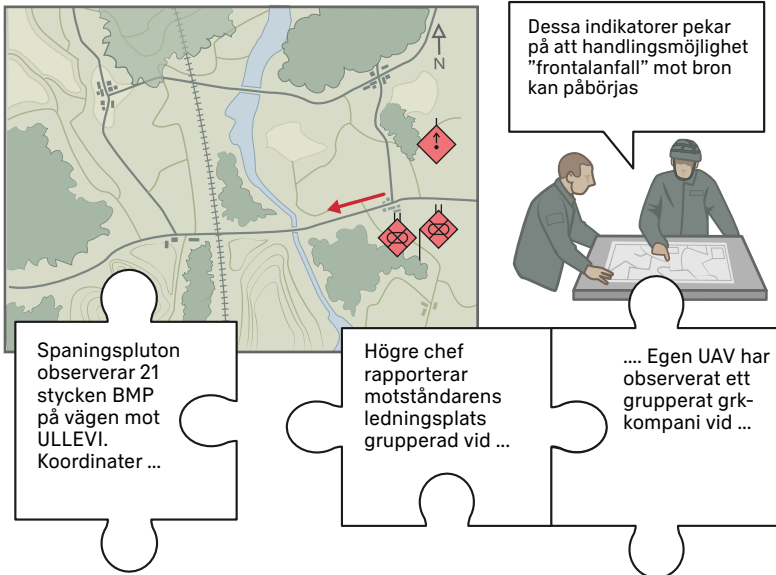 N
Dessa indikatorer pekar
på att handlingsmöjlighet
”frontalanfall” mot bron
kan påbörjas
Spaningspluton
observerar 21
stycken BMP
på vägen mot
ULLEVI.
Koordinater ...
Högre chef
rapporterar
motståndarens
ledningsplats
grupperad vid ...
.... Egen UAV har
observerat ett
grupperat grk-
kompani vid ...